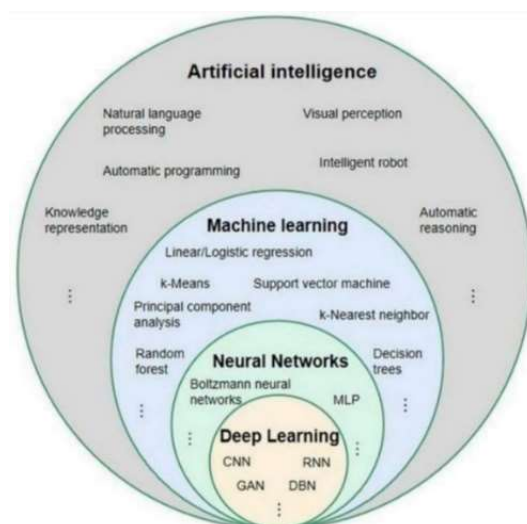 Artificial intelligence
Natural language
processing
Visual perception
Automatic programming
Intelligent robot
Knowledge
representation
Automatic
reasoning
Machine learning
Linear/Logistic regression
k-Means
Support vector machine
Principal component
analysis
k-Nearest neighbor
Random
forest
Decision
trees
Neural Networks
Boltzmann neural
networks
MLP
Deep Learning
CNN
RNN
GAN
DBN